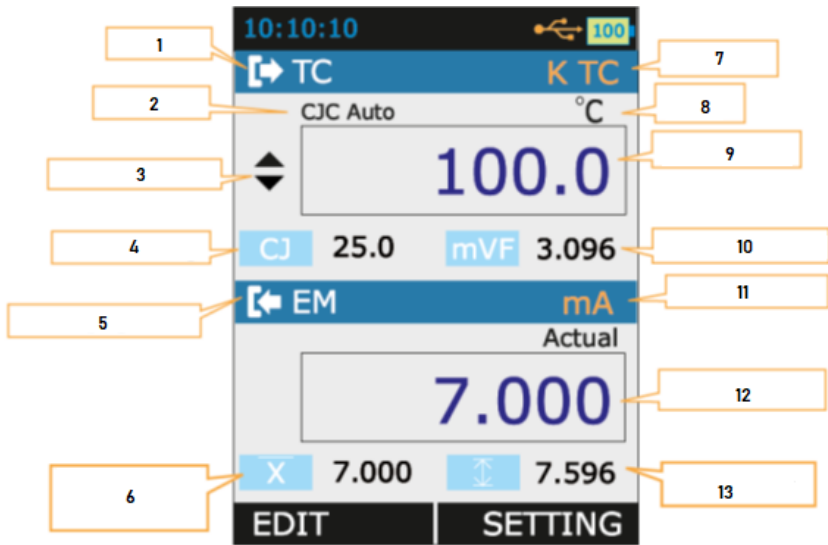 10:10:10 100
1 TC K TC 7
2 CJC Auto °C 8
3 100.0 9
4 CJ 25.0 mVF 3.096 10
5 EM mA 11
Actual
7.000 12
6 X 7.000 7.596 13
EDIT SETTING